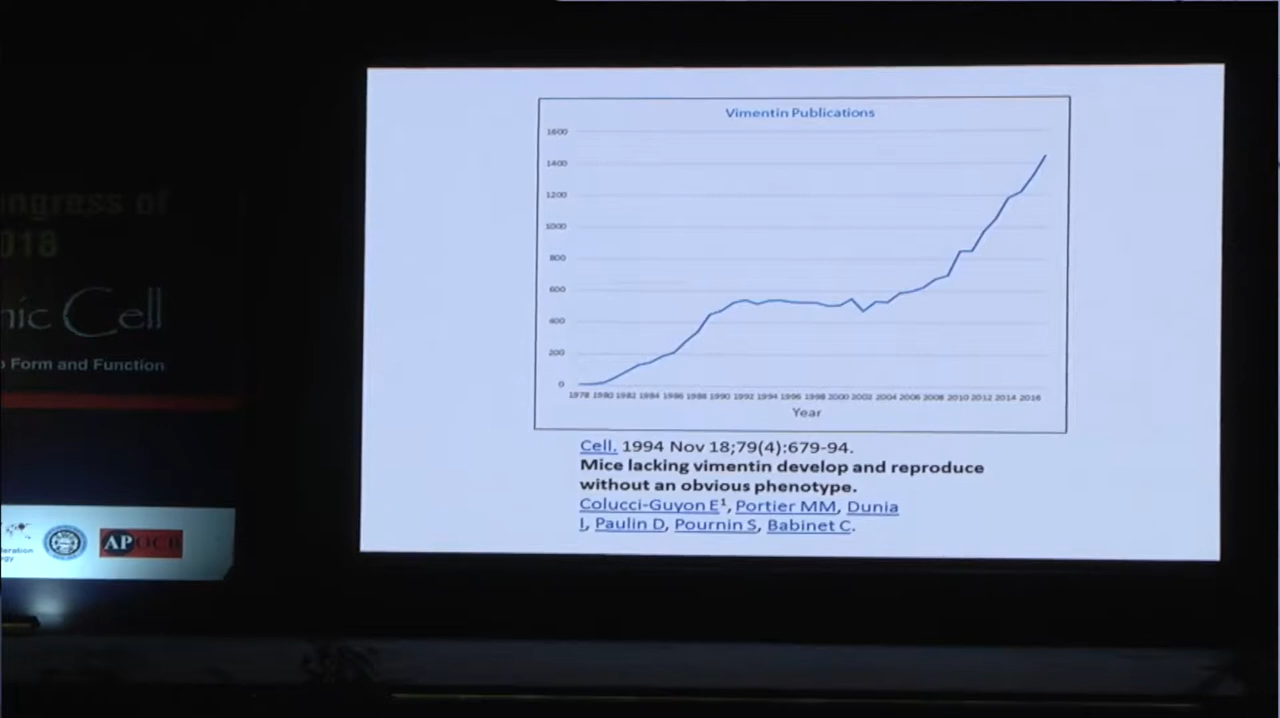 ngress of
018
nic Cell
o Form and Function
deration
gy
APOCB
Vimentin Publications
1600
1400
1200
1000
800
600
400
200
0
1978 1980 1982 1984 1986 1988 1990 1992 1994 1996 1998 2000 2002 2004 2006 2008 2010 2012 2014 2016
Year
Cell. 1994 Nov 18;79(4):679-94.
Mice lacking vimentin develop and reproduce
without an obvious phenotype.
Colucci-Guyon E¹, Portier MM, Dunia
I, Paulin D, Pournin S, Babinet C.